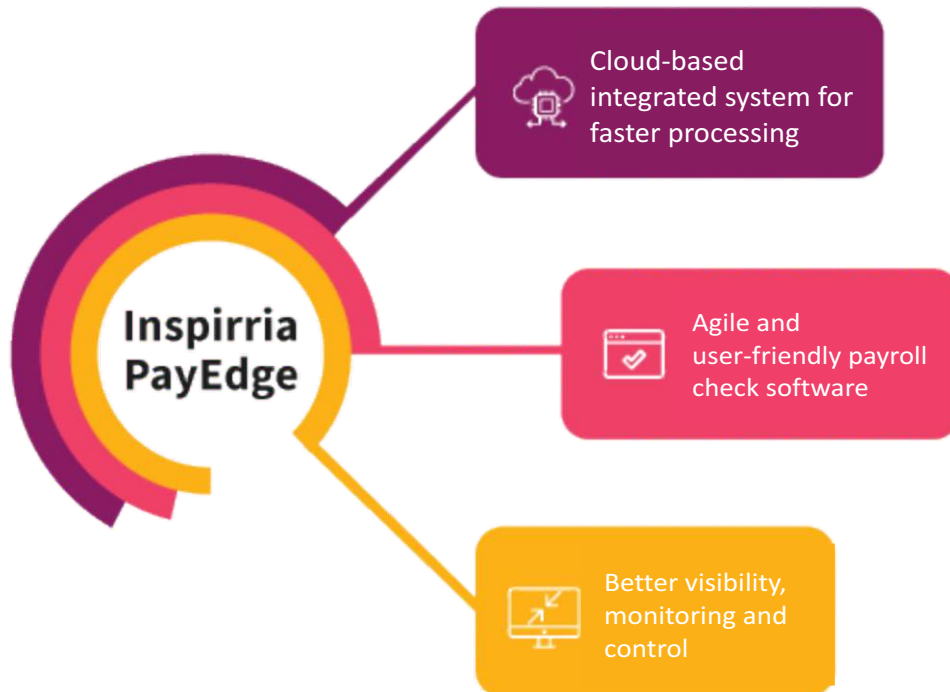 Cloud-based
integrated system for
faster processing
Inspirria
PayEdge
Agile and
user-friendly payroll
check software
Better visibility,
monitoring and
control